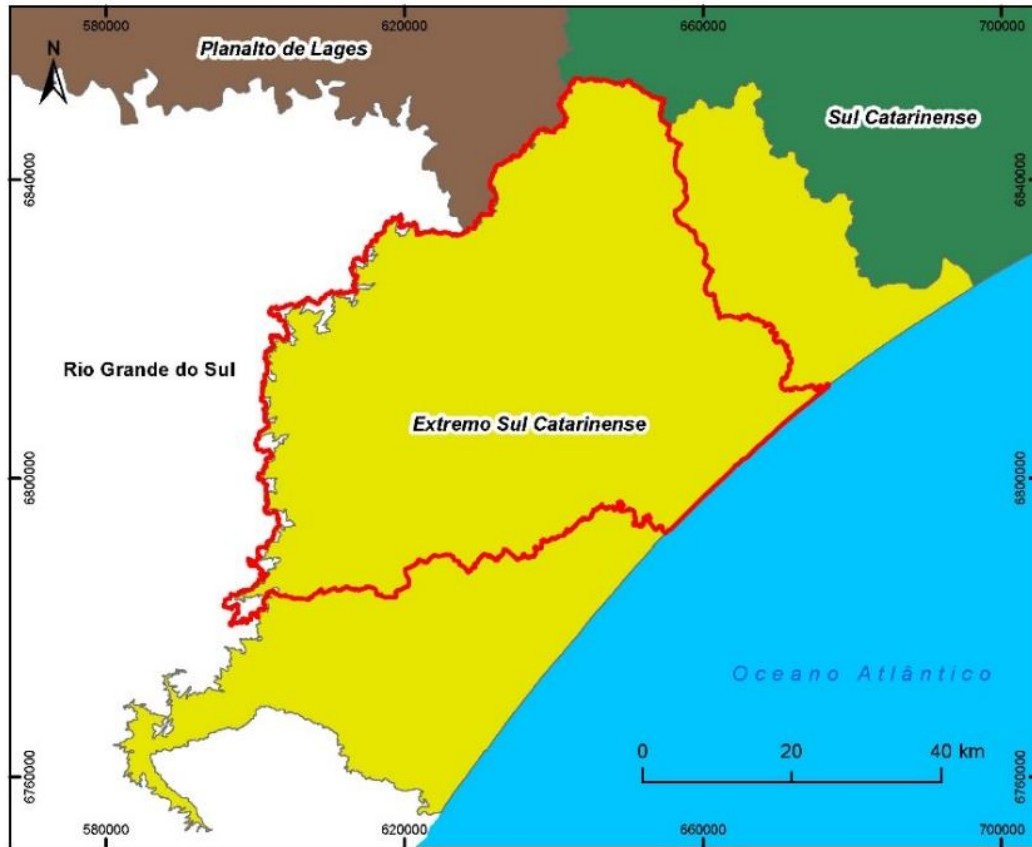 580000
620000
660000
700000
N
Planalto de Lages
Sul Catarinense
6840000
6840000
Rio Grande do Sul
Extremo Sul Catarinense
6800000
6800000
Oceano Atlântico
0 20 40 km
6760000
6760000
580000
620000
660000
700000